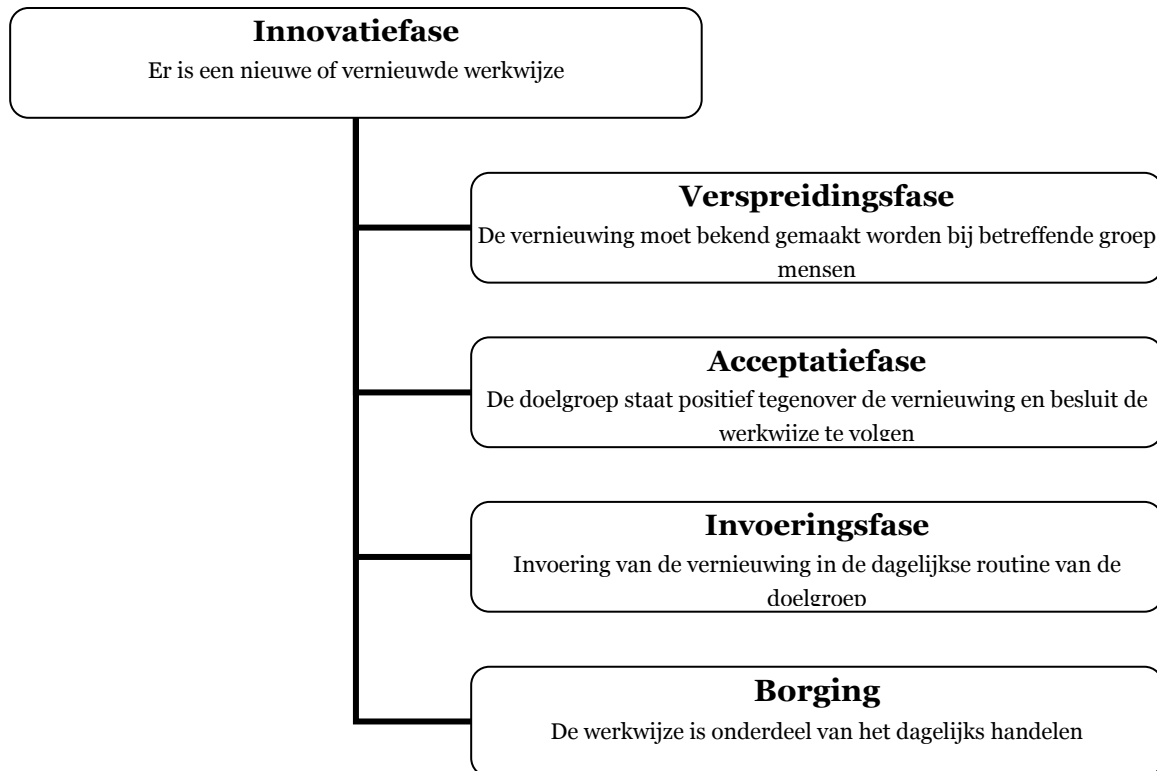 Innovatiefase
Er is een nieuwe of vernieuwde werkwijze
Verspreidingsfase
De vernieuwing moet bekend gemaakt worden bij betreffende groep
mensen
Acceptatiefase
De doelgroep staat positief tegenover de vernieuwing en besluit de
werkwijze te volgen
Invoeringsfase
Invoering van de vernieuwing in de dagelijkse routine van de
doelgroep
Borging
De werkwijze is onderdeel van het dagelijks handelen